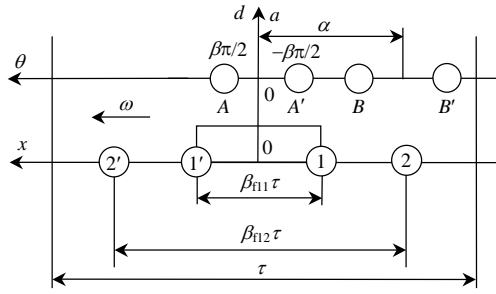 d a
βπ/2 −βπ/2 α
θ
0
A A′ B B′
ω
x 0
2′ 1′ 1 2
β_{f11}τ
β_{f12}τ
τ